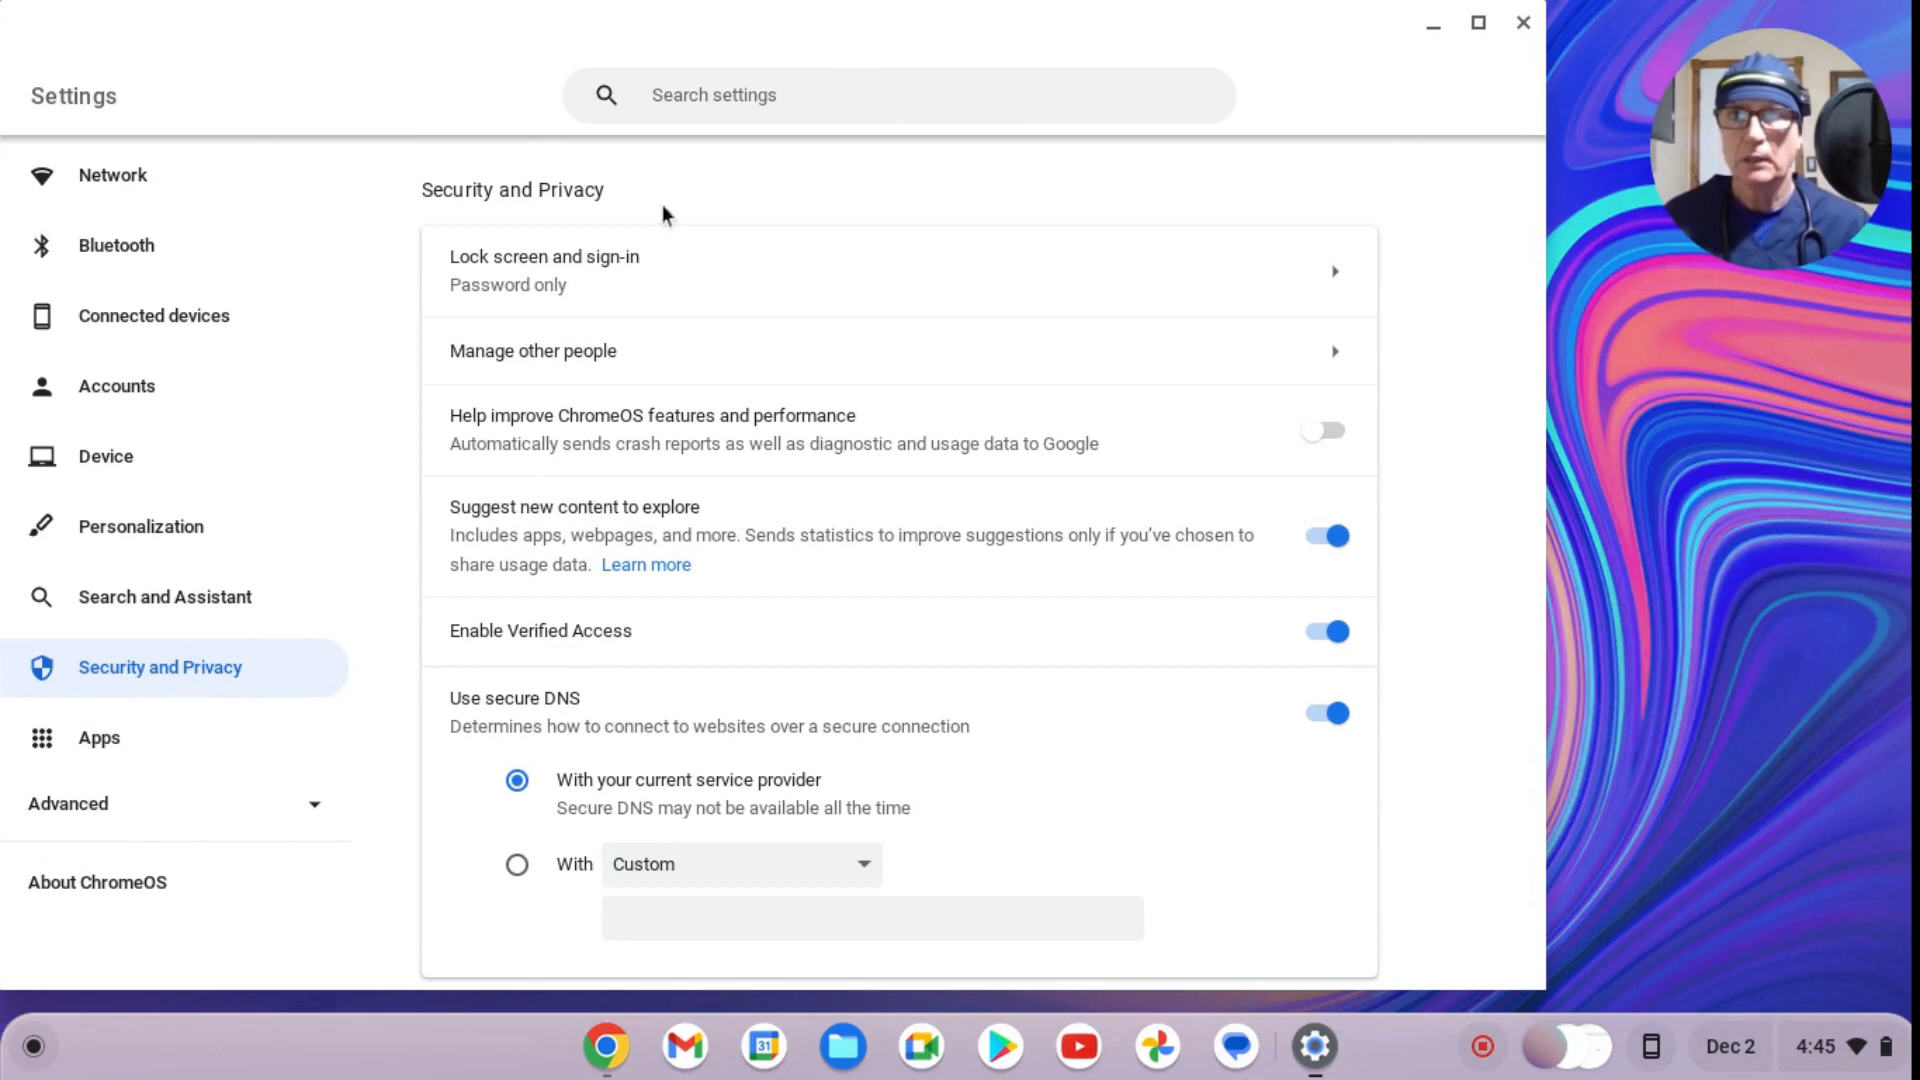 Settings
Search settings
Network
Bluetooth
Connected devices
Accounts
Device
Personalization
Search and Assistant
Security and Privacy
Apps
Advanced
About ChromeOS
Security and Privacy
Lock screen and sign-in
Password only
Manage other people
Help improve ChromeOS features and performance
Automatically sends crash reports as well as diagnostic and usage data to Google
Suggest new content to explore
Includes apps, webpages, and more. Sends statistics to improve suggestions only if you’ve chosen to
share usage data. Learn more
Enable Verified Access
Use secure DNS
Determines how to connect to websites over a secure connection
With your current service provider
Secure DNS may not be available all the time
With Custom
31
Dec 2
4:45